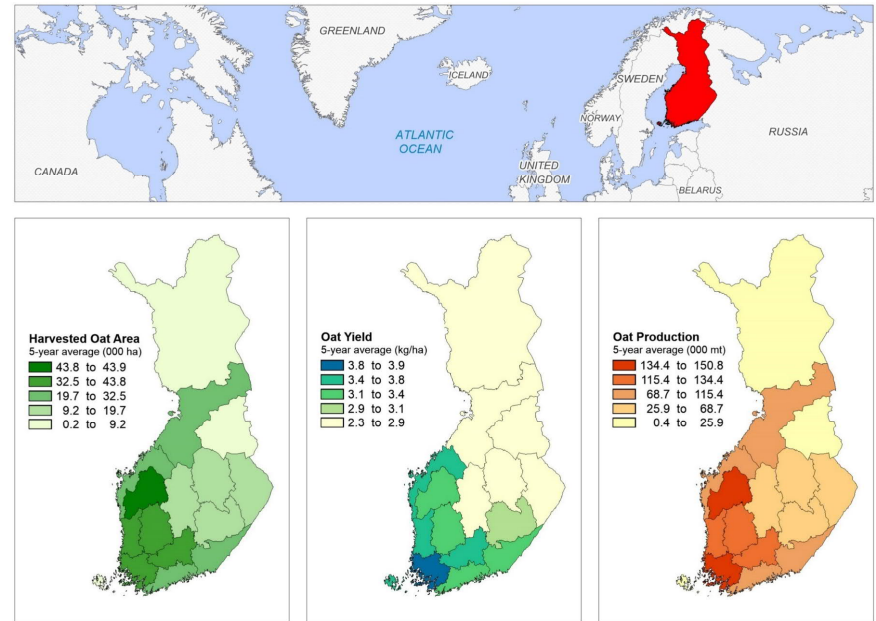 GREENLAND
ICELAND
SWEDEN
NORWAY
RUSSIA
ATLANTIC
OCEAN
UNITED
KINGDOM
CANADA
BELARUS
Harvested Oat Area
5-year average (000 ha)
43.8 to 43.9
32.5 to 43.8
19.7 to 32.5
9.2 to 19.7
0.2 to 9.2
Oat Yield
5-year average (kg/ha)
3.8 to 3.9
3.4 to 3.8
3.1 to 3.4
2.9 to 3.1
2.3 to 2.9
Oat Production
5-year average (000 mt)
134.4 to 150.8
115.4 to 134.4
68.7 to 115.4
25.9 to 68.7
0.4 to 25.9